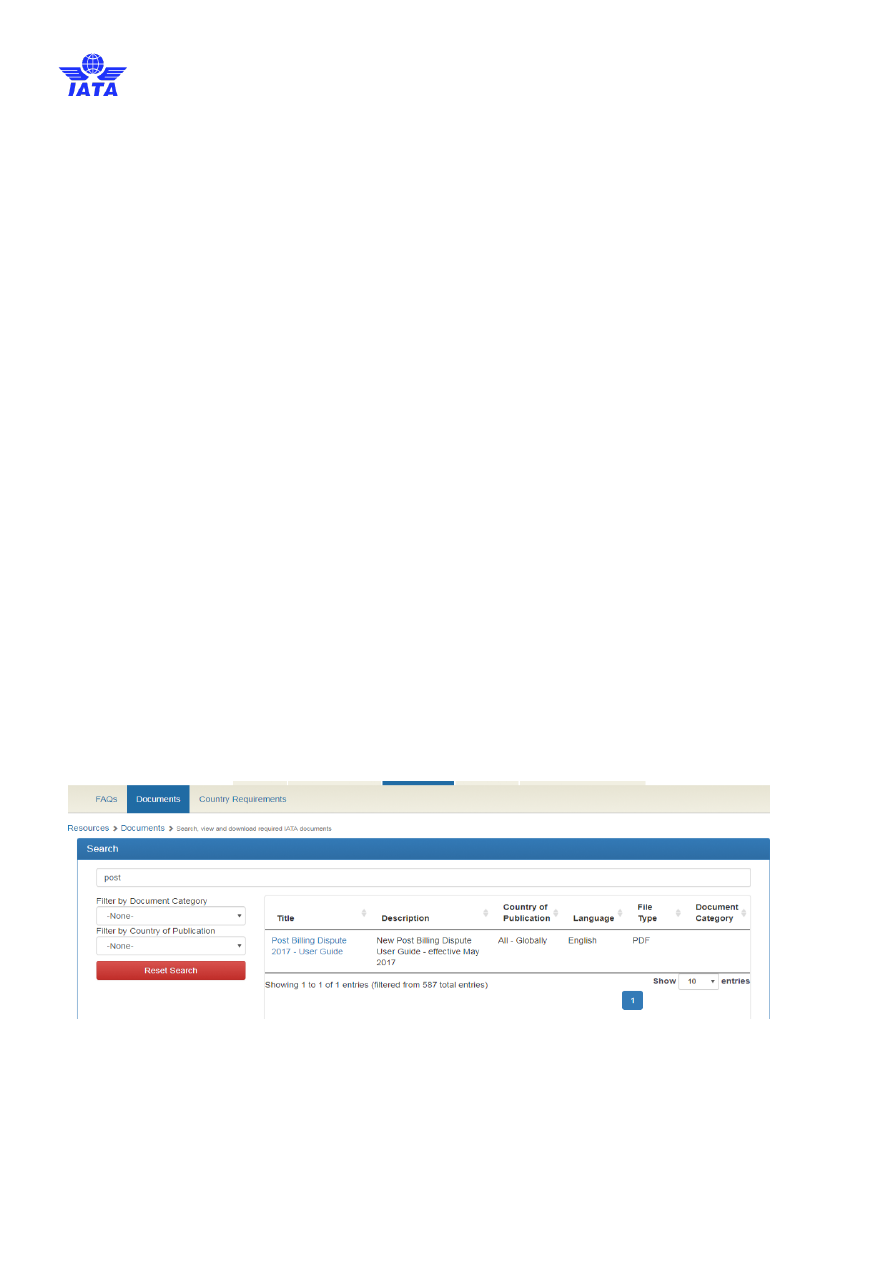 IATA
FAQs Documents Country Requirements
Resources > Documents > Search, view and download required IATA documents
Search
post
Filter by Document Category
-None-
Filter by Country of Publication
-None-
Reset Search
Title Description Country of Publication Language File Type Document Category
Post Billing Dispute
2017 - User Guide
New Post Billing Dispute
User Guide - effective May
2017
All - Globally
English
PDF
Showing 1 to 1 of 1 entries (filtered from 587 total entries)
Show 10 entries
1